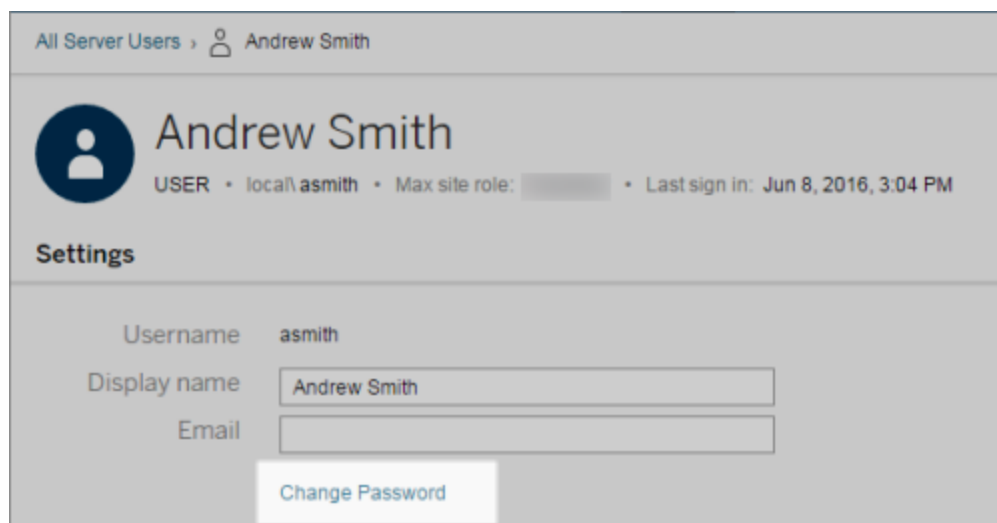 All Server Users › Andrew Smith
Andrew Smith
USER • local\ asmith • Max site role: • Last sign in: Jun 8, 2016, 3:04 PM
Settings
Username asmith
Display name Andrew Smith
Email
Change Password